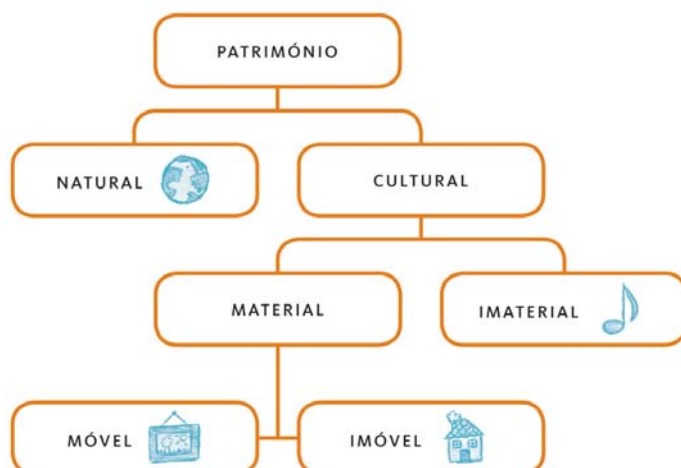 PATRIMÓNIO
NATURAL
CULTURAL
MATERIAL
IMATERIAL
MÓVEL
IMÓVEL